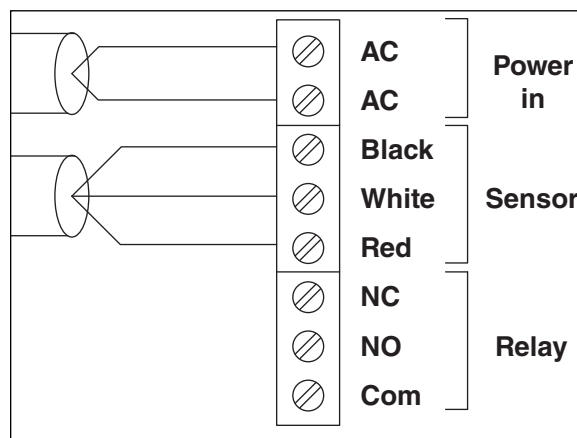 AC
AC
Power
in
Black
White
Red
Sensor
NC
NO
Com
Relay